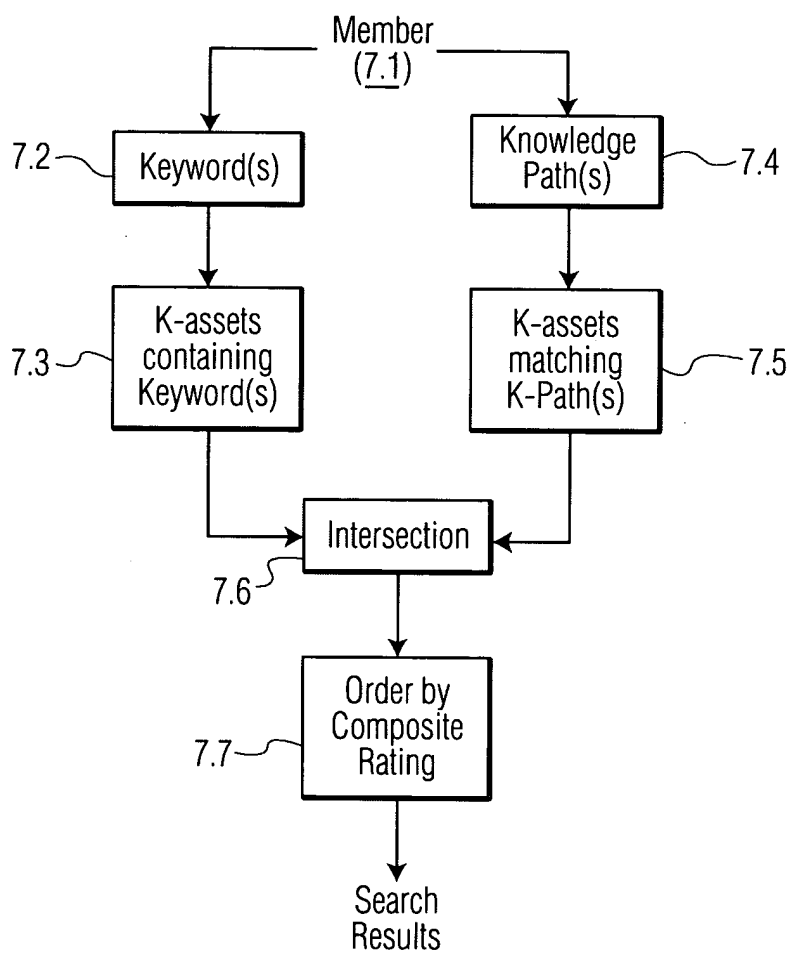 Member
(7.1)
7.2
Keyword(s)
Knowledge
Path(s)
7.4
7.3
K-assets
containing
Keyword(s)
K-assets
matching
K-Path(s)
7.5
Intersection
7.6
Order by
Composite
Rating
7.7
Search
Results